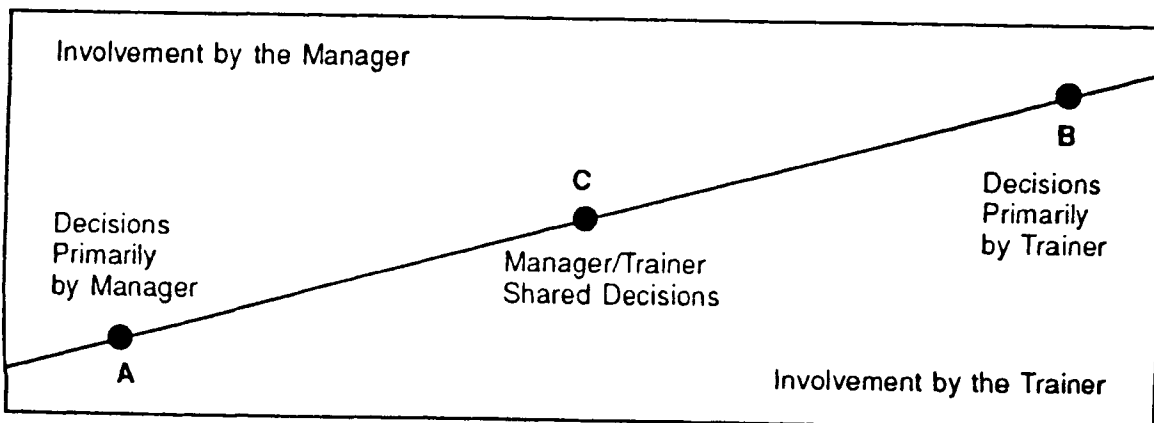 Involvement by the Manager
B
Decisions
Primarily
by Trainer
C
Manager/Trainer
Shared Decisions
Decisions
Primarily
by Manager
A
Involvement by the Trainer